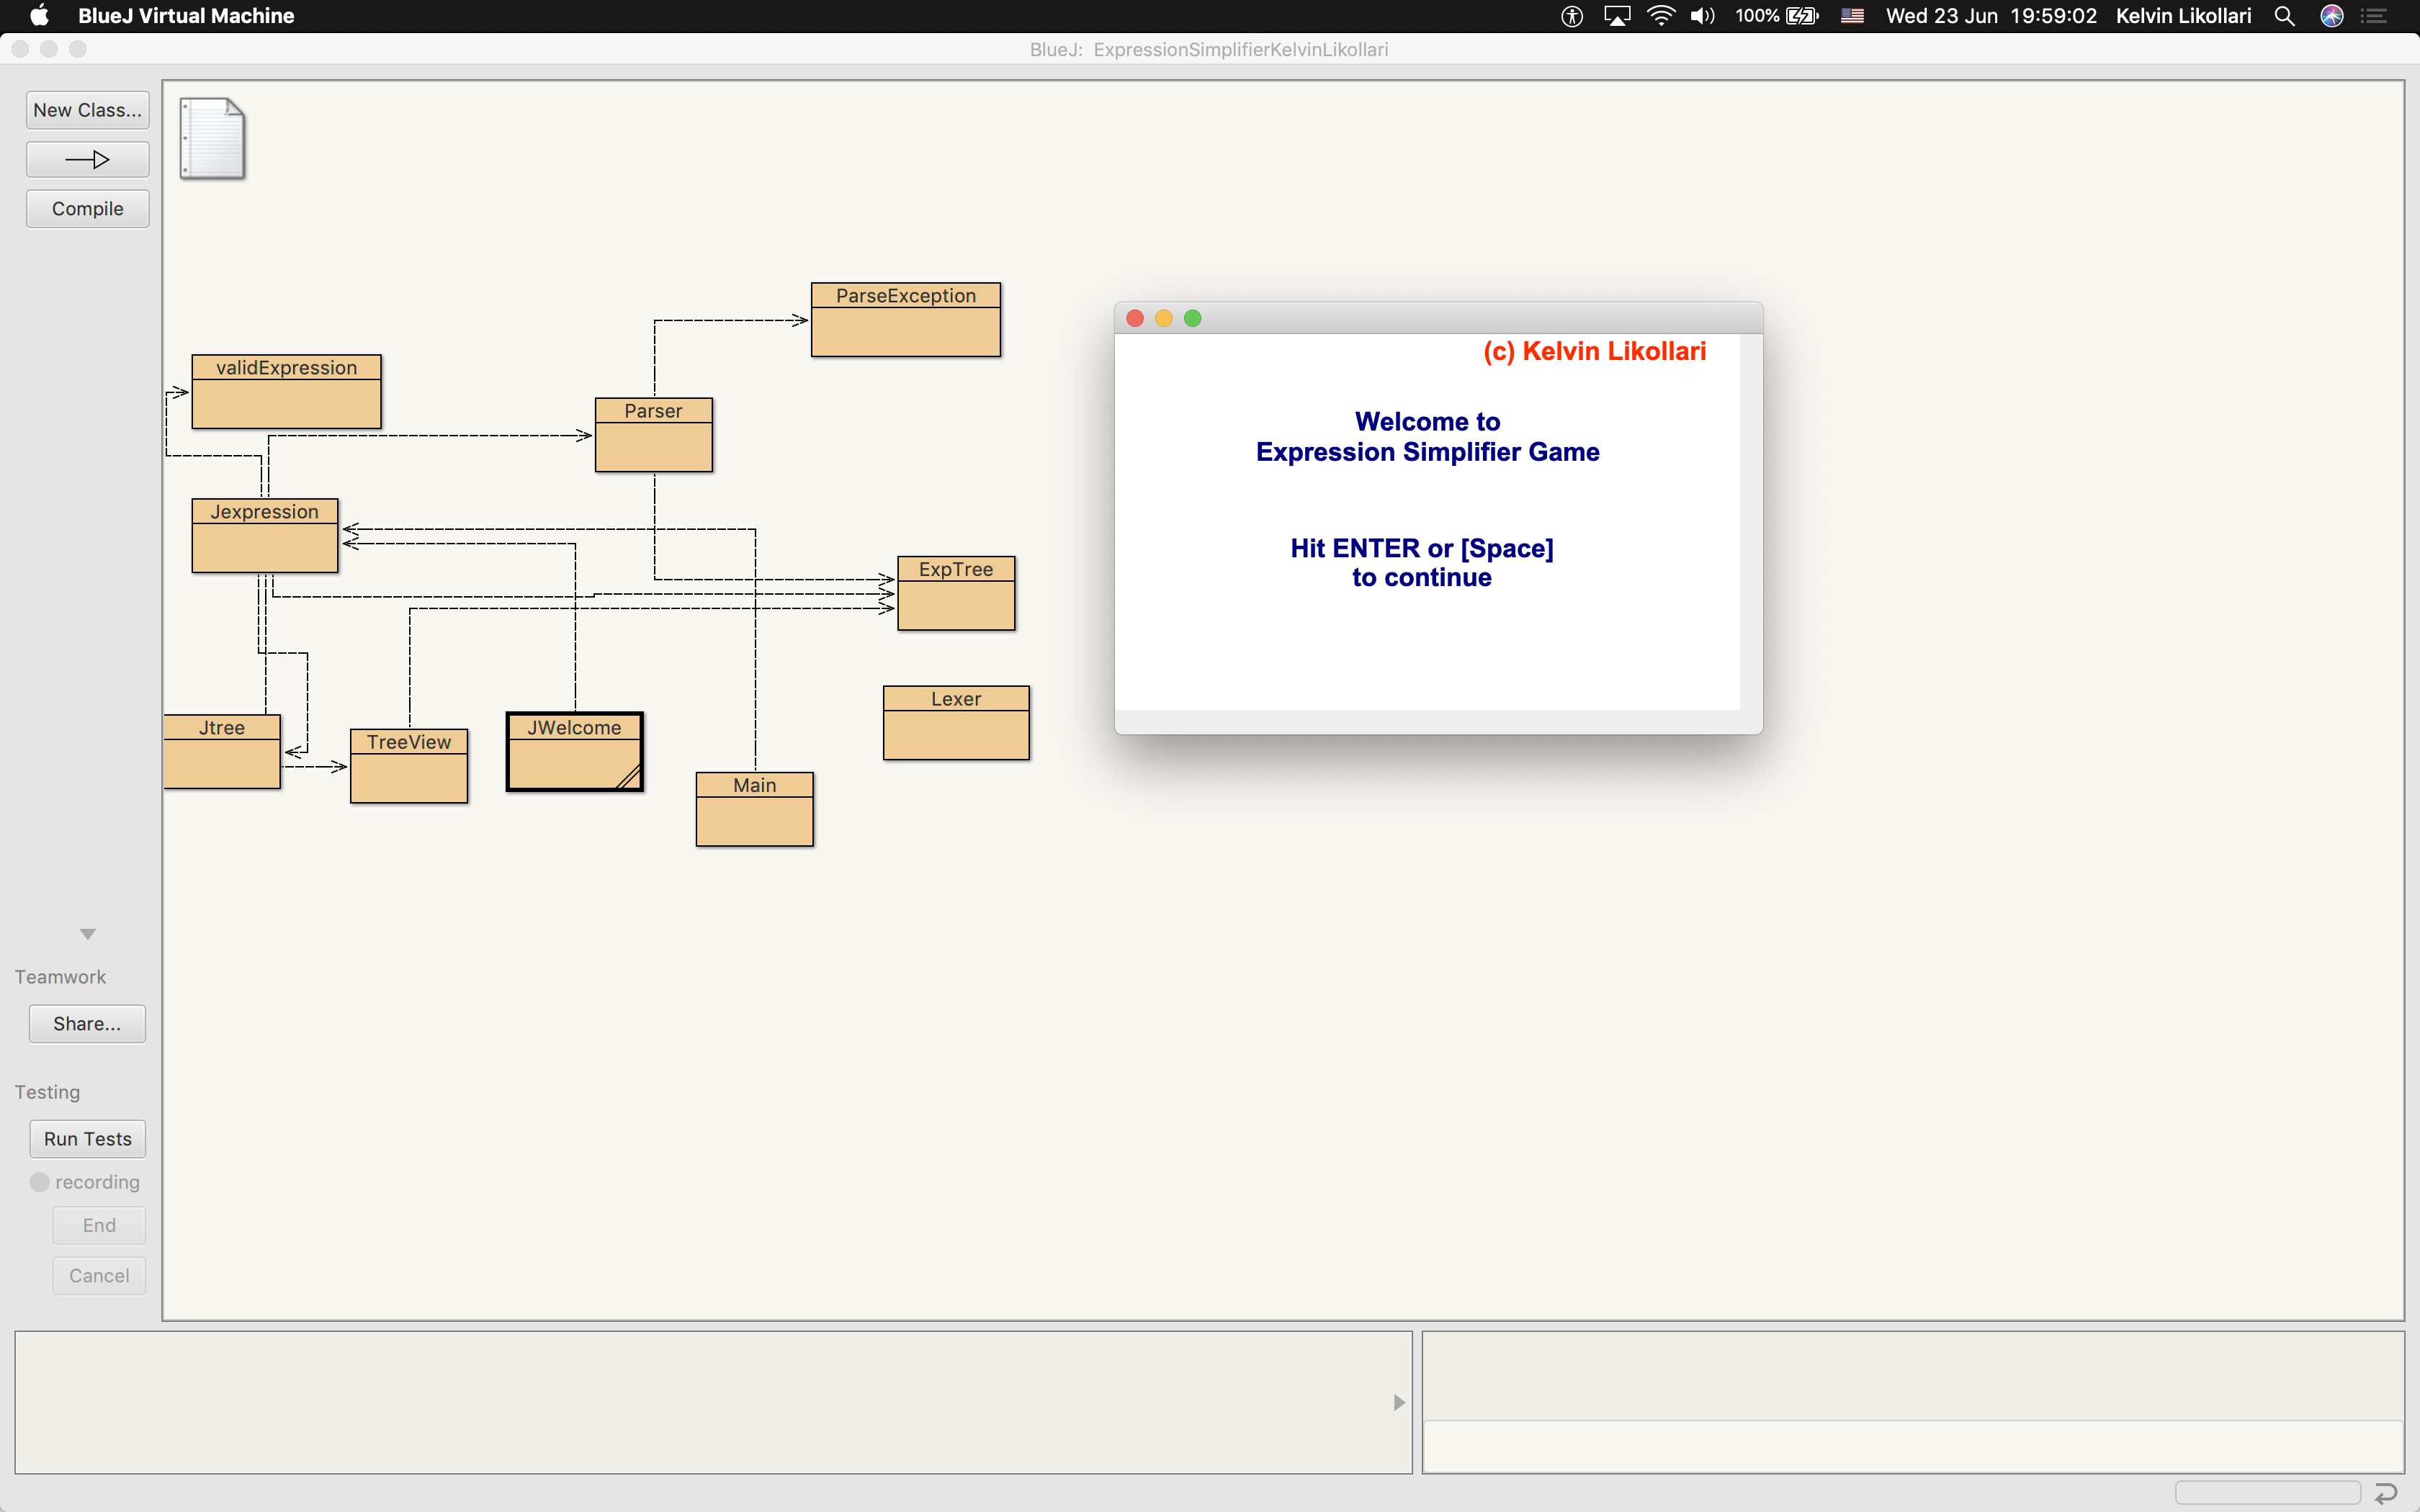 BlueJ Virtual Machine
100%
Wed 23 Jun 19:59:02
Kelvin Likollari
BlueJ: ExpressionSimplifierKelvinLikollari
New Class...
Compile
ParseException
validExpression
Parser
Jexpression
ExpTree
Lexer
Jtree
TreeView
JWelcome
Main
(c) Kelvin Likollari
Welcome to
Expression Simplifier Game
Hit ENTER or [Space]
to continue
Teamwork
Share...
Testing
Run Tests
recording
End
Cancel